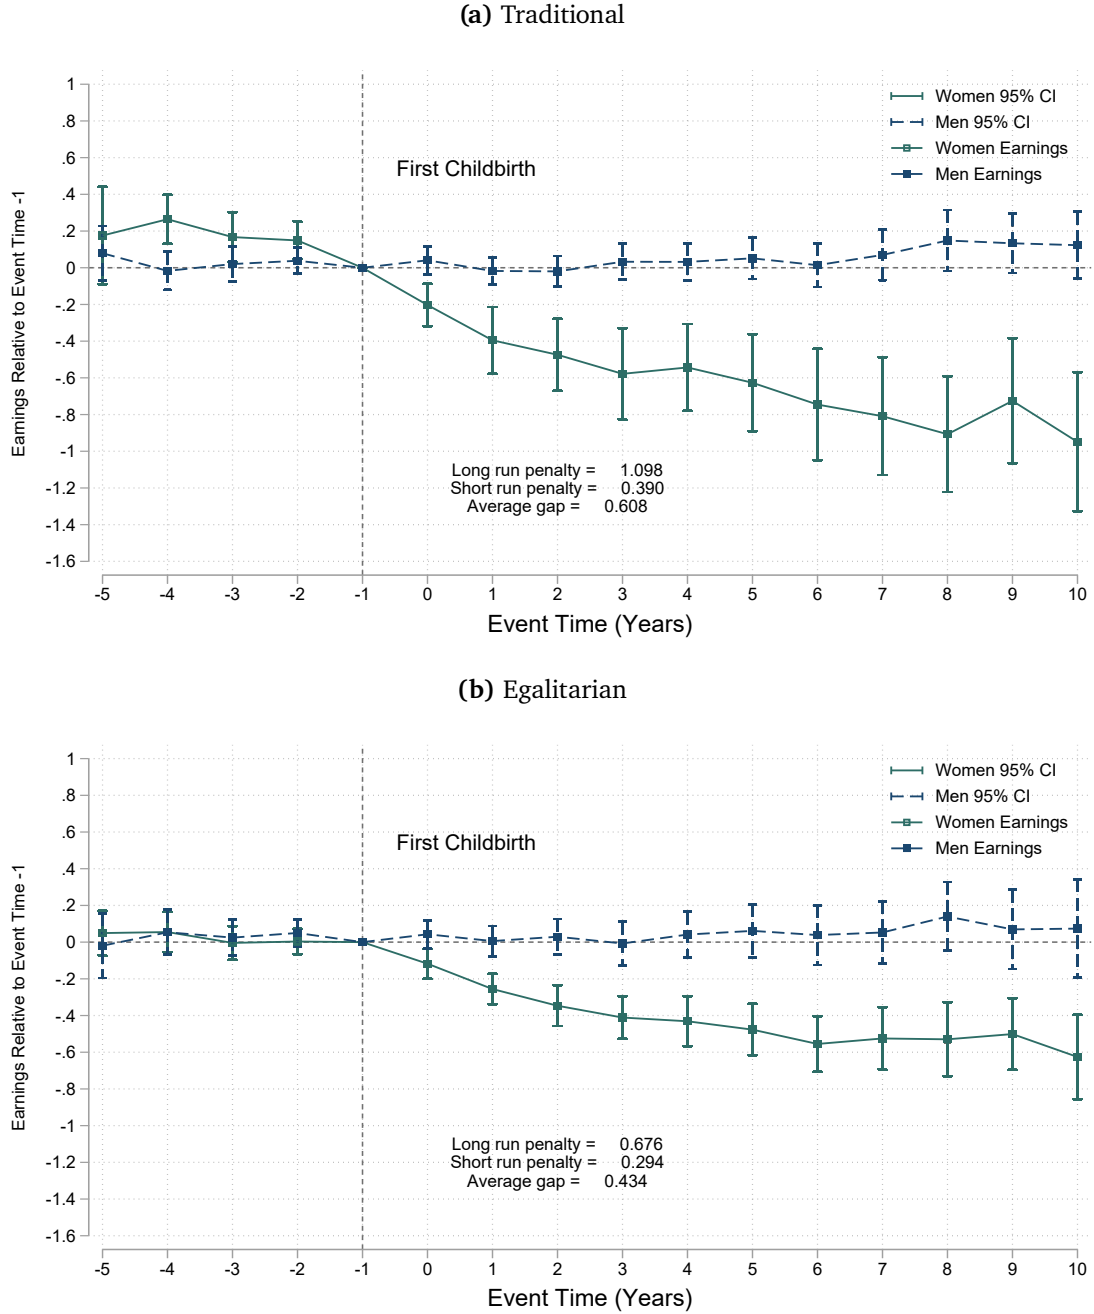 (a) Traditional
Earnings Relative to Event Time -1
1
.8
.6
.4
.2
0
-.2
-.4
-.6
-.8
-1
-1.2
-1.4
-1.6
Women 95% CI
Men 95% CI
Women Earnings
Men Earnings
First Childbirth
Long run penalty = 1.098
Short run penalty = 0.390
Average gap = 0.608
-5 -4 -3 -2 -1 0 1 2 3 4 5 6 7 8 9 10
Event Time (Years)
(b) Egalitarian
Earnings Relative to Event Time -1
1
.8
.6
.4
.2
0
-.2
-.4
-.6
-.8
-1
-1.2
-1.4
-1.6
Women 95% CI
Men 95% CI
Women Earnings
Men Earnings
First Childbirth
Long run penalty = 0.676
Short run penalty = 0.294
Average gap = 0.434
-5 -4 -3 -2 -1 0 1 2 3 4 5 6 7 8 9 10
Event Time (Years)